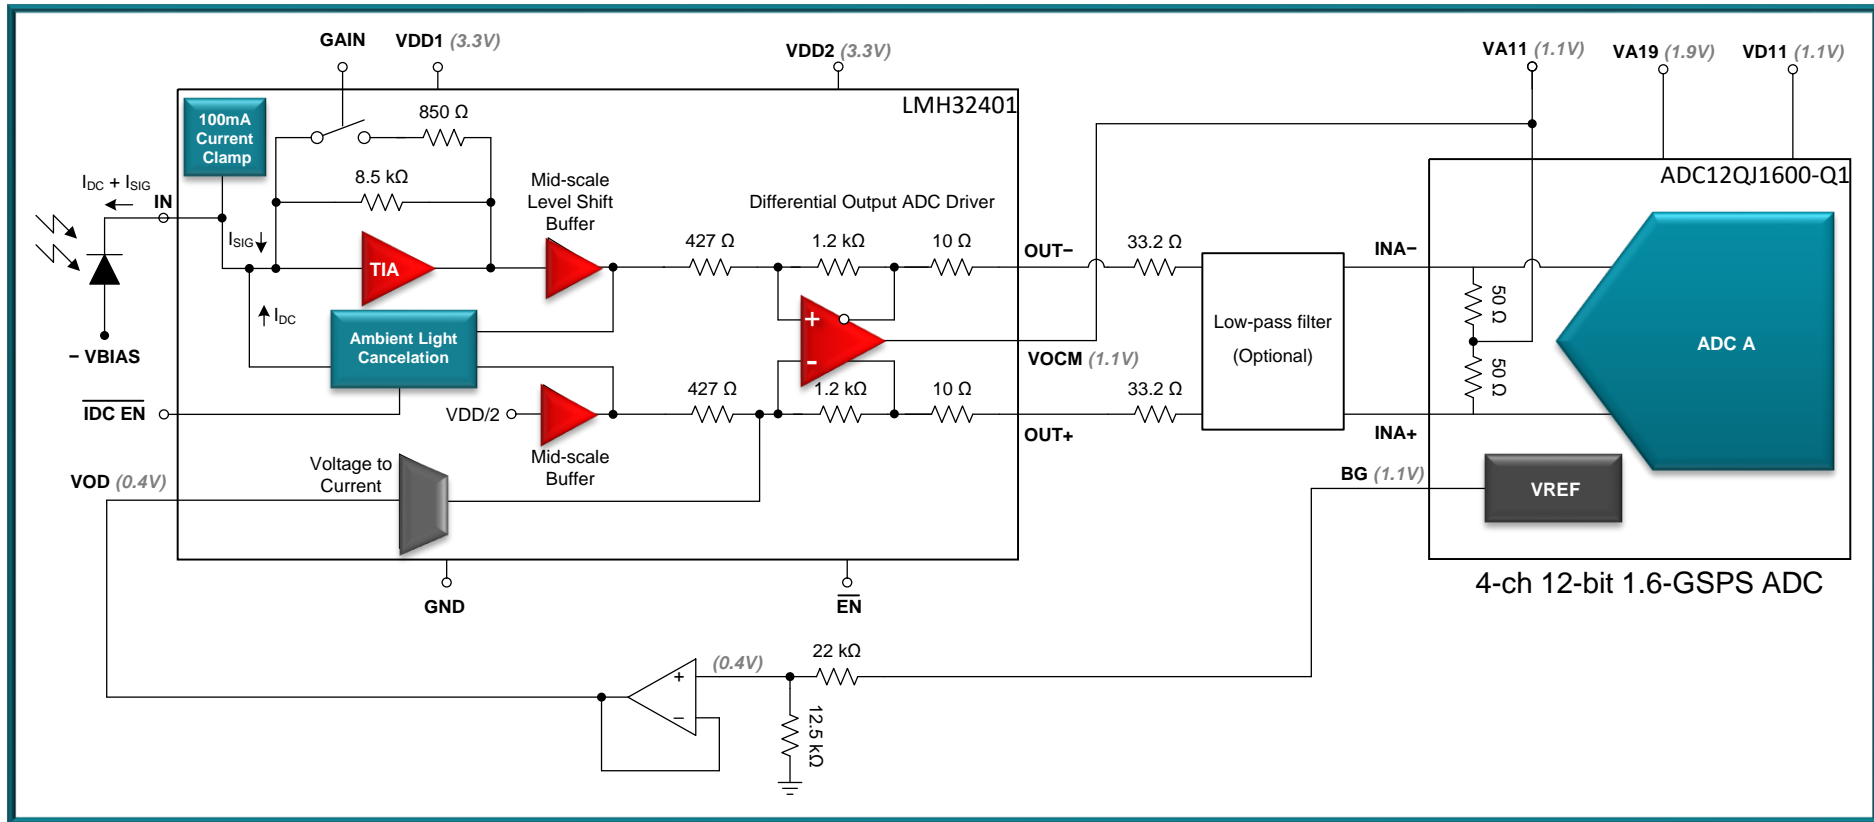 GAIN
VDD1 (3.3V)
VDD2 (3.3V)
VA11 (1.1V)
VA19 (1.9V)
VD11 (1.1V)
LMH32401
100mA
Current
Clamp
850 Ω
8.5 kΩ
IDC + ISIG
IN
ISIG
TIA
IDC
Mid-scale
Level Shift
Buffer
Differential Output ADC Driver
427 Ω
1.2 kΩ
10 Ω
OUT−
33.2 Ω
ADC12QJ1600-Q1
INA−
50 Ω
50 Ω
ADC A
Low-pass filter
(Optional)
+
-
VOCM (1.1V)
− VBIAS
Ambient Light
Cancelation
IDC EN
VDD/2
427 Ω
1.2 kΩ
10 Ω
33.2 Ω
OUT+
INA+
Mid-scale
Buffer
Voltage to
Current
VOD (0.4V)
BG (1.1V)
VREF
GND
EN
4-ch 12-bit 1.6-GSPS ADC
(0.4V)
22 kΩ
+
−
12.5 kΩ